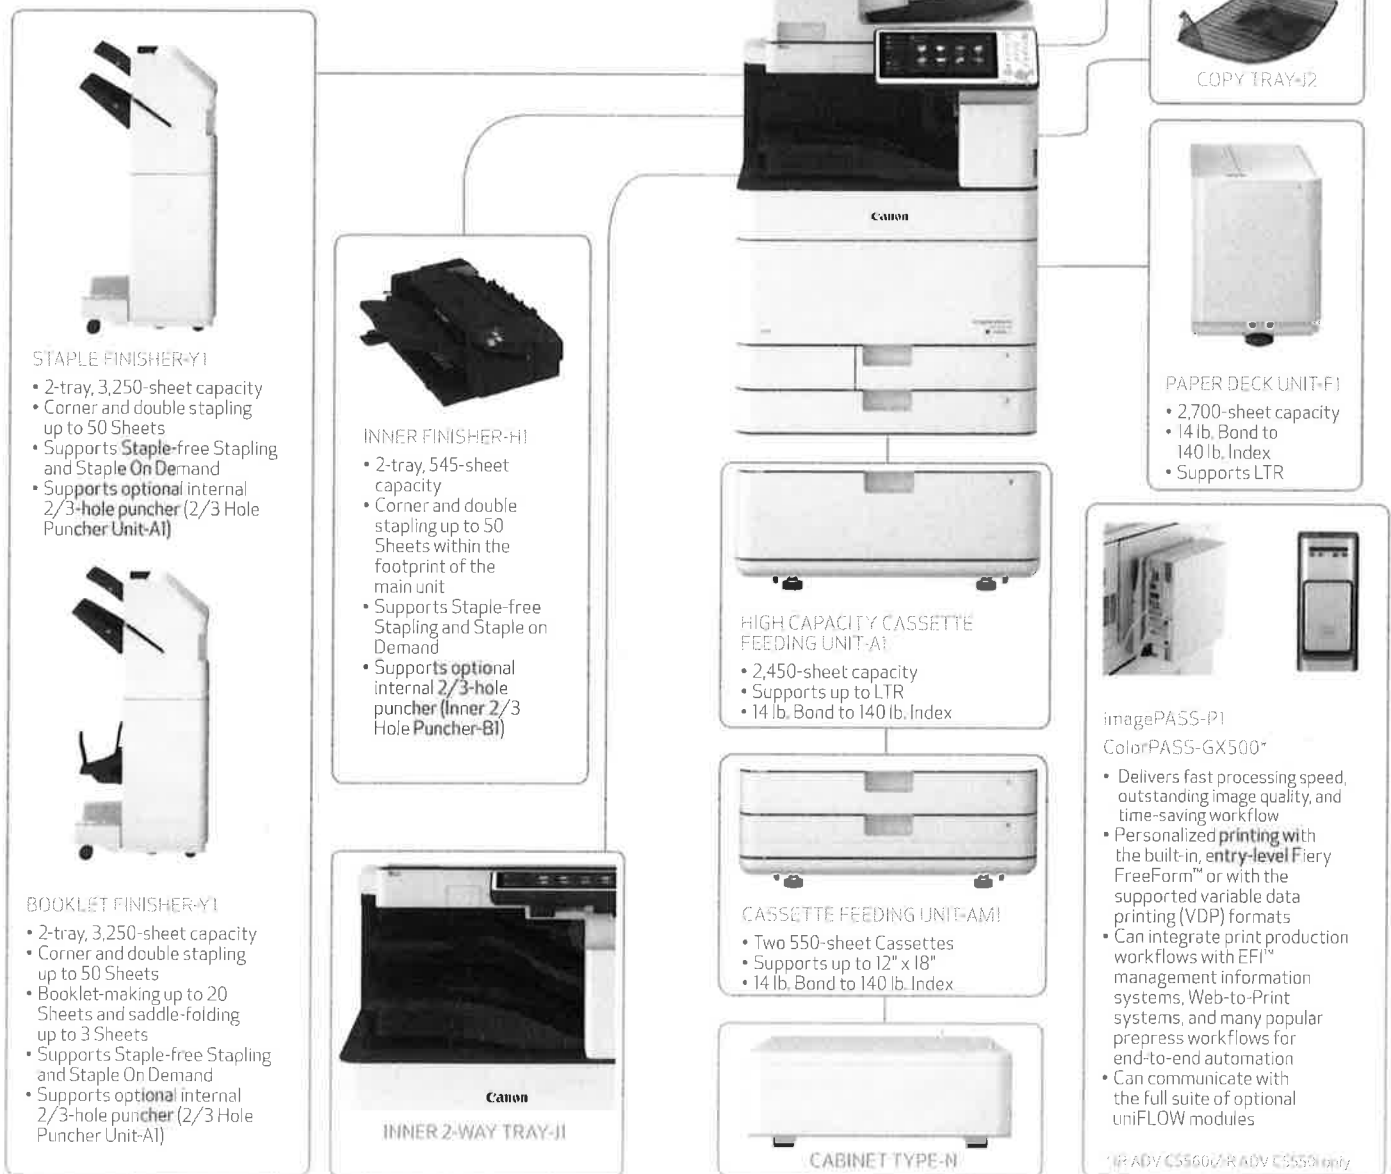 STAPLE FINISHER-Y1
• 2-tray, 3,250-sheet capacity
• Corner and double stapling
up to 50 Sheets
• Supports Staple-free Stapling
and Staple On Demand
• Supports optional internal
2/3-hole puncher (2/3 Hole
Puncher Unit-A1)
BOOKLET FINISHER-Y1
• 2-tray, 3,250-sheet capacity
• Corner and double stapling
up to 50 Sheets
• Booklet-making up to 20
Sheets and saddle-folding
up to 3 Sheets
• Supports Staple-free Stapling
and Staple On Demand
• Supports optional internal
2/3-hole puncher (2/3 Hole
Puncher Unit-A1)
INNER FINISHER-H1
• 2-tray, 545-sheet
capacity
• Corner and double
stapling up to 50
Sheets within the
footprint of the
main unit
• Supports Staple-free
Stapling and Staple on
Demand
• Supports optional
internal 2/3-hole
puncher (Inner 2/3
Hole Puncher-B1)
Canon
INNER 2-WAY TRAY-J1
Canon
HIGH CAPACITY CASSETTE
FEEDING UNIT-A1
• 2,450-sheet capacity
• Supports up to LTR
• 14 lb. Bond to 140 lb. Index
CASSETTE FEEDING UNIT-AM1
• Two 550-sheet Cassettes
• Supports up to 12" x 18"
• 14 lb. Bond to 140 lb. Index
CABINET TYPE-N
COPY TRAY-J2
PAPER DECK UNIT-F1
• 2,700-sheet capacity
• 14 lb. Bond to
140 lb. Index
• Supports LTR
imagePASS-P1
ColorPASS-GX500*
• Delivers fast processing speed,
outstanding image quality, and
time-saving workflow
• Personalized printing with
the built-in, entry-level Fiery
FreeForm™ or with the
supported variable data
printing (VDP) formats
• Can integrate print production
workflows with EFI™
management information
systems, Web-to-Print
systems, and many popular
prepress workflows for
end-to-end automation
• Can communicate with
the full suite of optional
uniFLOW modules
*iR ADV C5560i/iR ADV C5550i only